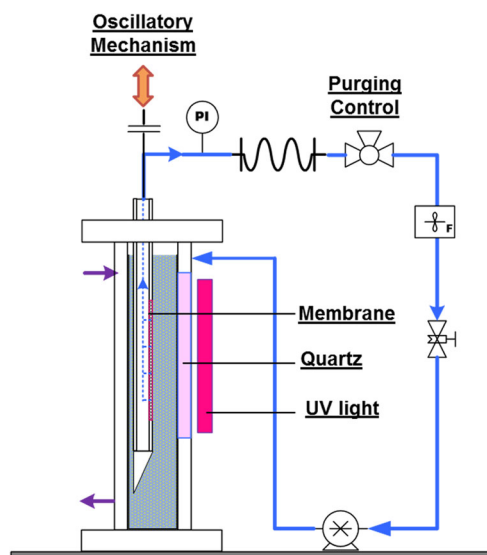 Oscillatory
Mechanism
PI
Purging
Control
F
Membrane
Quartz
UV light